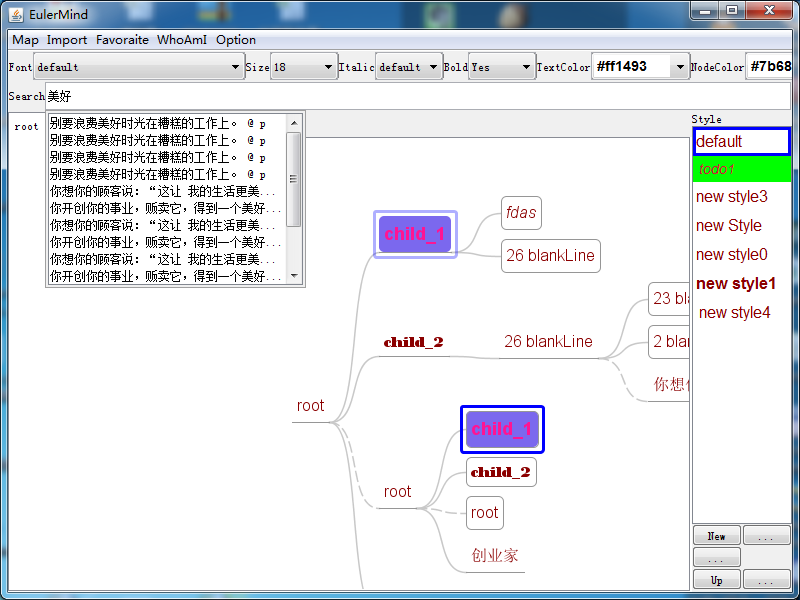 EulerMind
Map Import Favoraite WhoAmI Option
Font default Size 18 Italic default Bold Yes TextColor #ff1493 NodeColor #7b68
Search 美好
root
别要浪费美好时光在糟糕的工作上。 @ p
别要浪费美好时光在糟糕的工作上。 @ p
别要浪费美好时光在糟糕的工作上。 @ p
别要浪费美好时光在糟糕的工作上。 @ p
你想你的顾客说：“这让 我的生活更美...
你开创你的事业，贩卖它，得到一个美好...
你想你的顾客说：“这让 我的生活更美...
你开创你的事业，贩卖它，得到一个美好...
你想你的顾客说：“这让 我的生活更美...
你开创你的事业，贩卖它，得到一个美好...
child_1
fdas
26 blankLine
child_2
26 blankLine
23 bla
2 blan
你想你
root
child_1
child_2
root
root
创业家
Style
default
todo1
new style3
new Style
new style0
new style1
new style4
New ...
...
Up ...